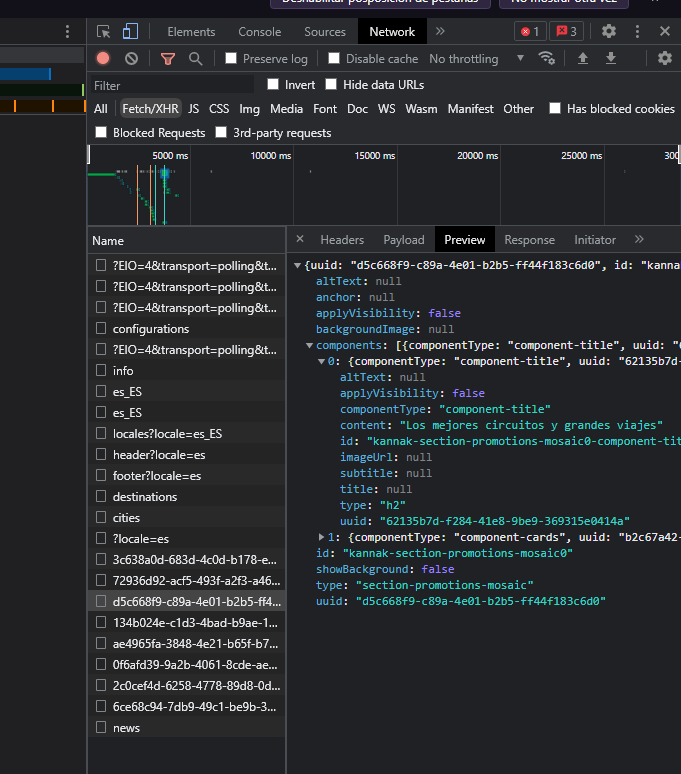 Deshabilitar posposición de pestañas No mostrar otra vez
Elements Console Sources Network 1 3
Preserve log Disable cache No throttling
Filter Invert Hide data URLs
All Fetch/XHR JS CSS Img Media Font Doc WS Wasm Manifest Other Has blocked cookies
Blocked Requests 3rd-party requests
5000 ms 10000 ms 15000 ms 20000 ms 25000 ms 300
Name
?EIO=4&transport=polling&t...
?EIO=4&transport=polling&t...
?EIO=4&transport=polling&t...
configurations
?EIO=4&transport=polling&t...
info
es_ES
es_ES
locales?locale=es_ES
header?locale=es
footer?locale=es
destinations
cities
?locale=es
3c638a0d-683d-4c0d-b178-e...
72936d92-acf5-493f-a2f3-a46...
d5c668f9-c89a-4e01-b2b5-ff4...
134b024e-c1d3-4bad-b9ae-1...
ae4965fa-3848-4e21-b65f-b7...
0f6afd39-9a2b-4061-8cde-ae...
2c0cef4d-6258-4778-89d8-0d...
6ce68c94-7db9-49c1-be9b-3...
news
Headers Payload Preview Response Initiator
{uuid: "d5c668f9-c89a-4e01-b2b5-ff44f183c6d0", id: "kannak
altText: null
anchor: null
applyVisibility: false
backgroundImage: null
components: [{componentType: "component-title", uuid: "6
0: {componentType: "component-title", uuid: "62135b7d-f
altText: null
applyVisibility: false
componentType: "component-title"
content: "Los mejores circuitos y grandes viajes"
id: "kannak-section-promotions-mosaic0-component-tit
imageUrl: null
subtitle: null
title: null
type: "h2"
uuid: "62135b7d-f284-41e8-9be9-369315e0414a"
1: {componentType: "component-cards", uuid: "b2c67a42-
id: "kannak-section-promotions-mosaic0"
showBackground: false
type: "section-promotions-mosaic"
uuid: "d5c668f9-c89a-4e01-b2b5-ff44f183c6d0"